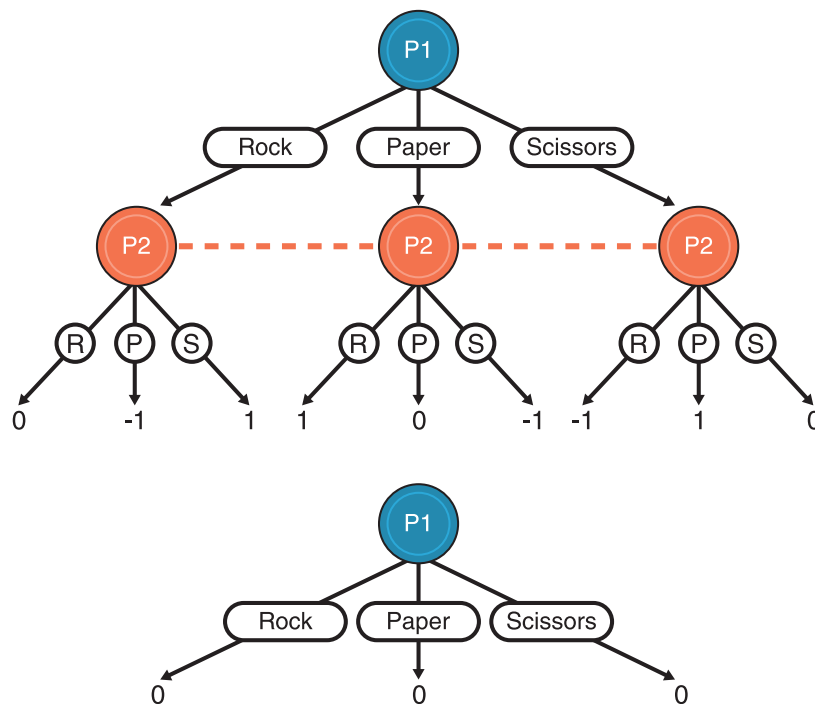 P1
Rock Paper Scissors
P2 P2 P2
R P S R P S R P S
0 -1 1 1 0 -1 -1 1 0
P1
Rock Paper Scissors
0 0 0